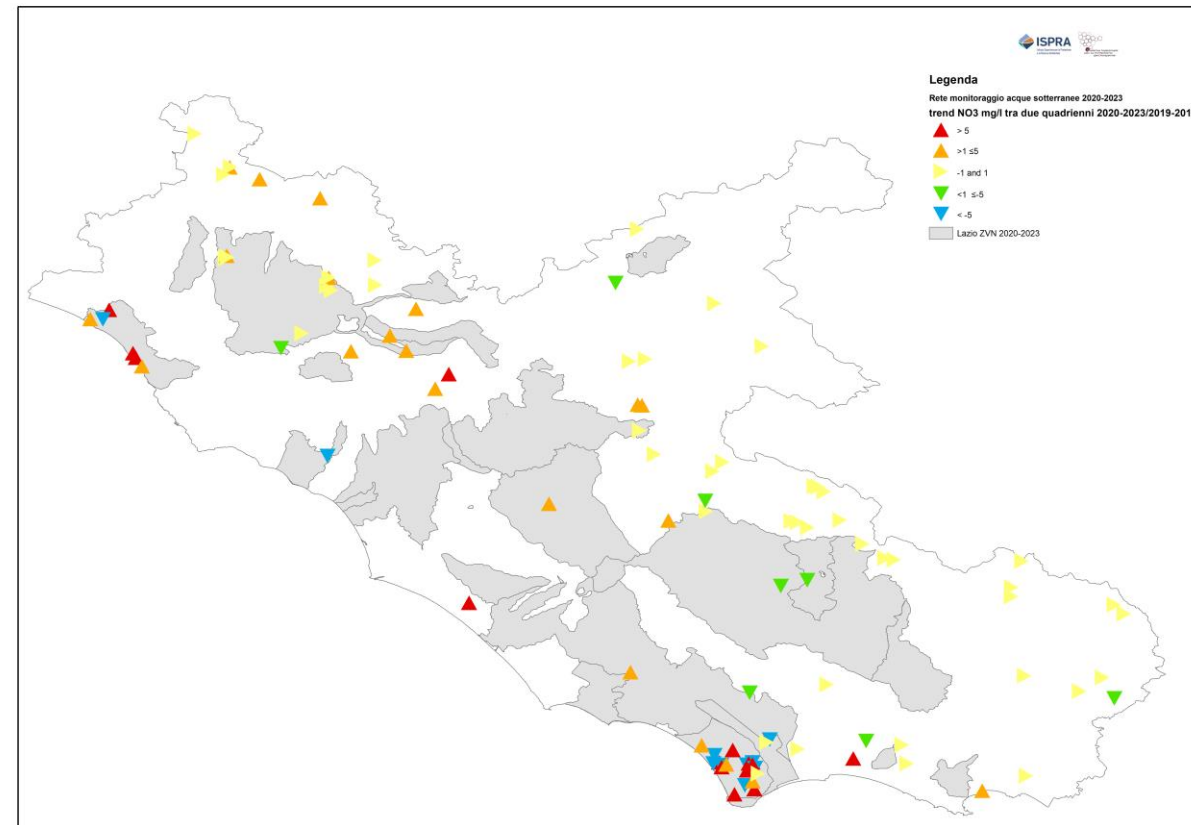 ISPRA
Legenda
Rete monitoraggio acque sotterranee 2020-2023
trend NO3 mg/l tra due quadrienni 2020-2023/2019-201
> 5
>1 ≤5
-1 and 1
<1 ≤-5
< -5
Lazio ZVN 2020-2023